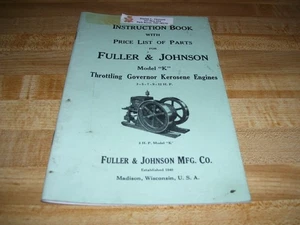 INSTRUCTION BOOK
WITH
PRICE LIST OF PARTS
FOR
FULLER & JOHNSON
Model "K"
Throttling Governor Kerosene Engines
2 H. P. Model "K"
FULLER & JOHNSON MFG. CO.
Established 1840
Madison, Wisconsin, U. S. A.